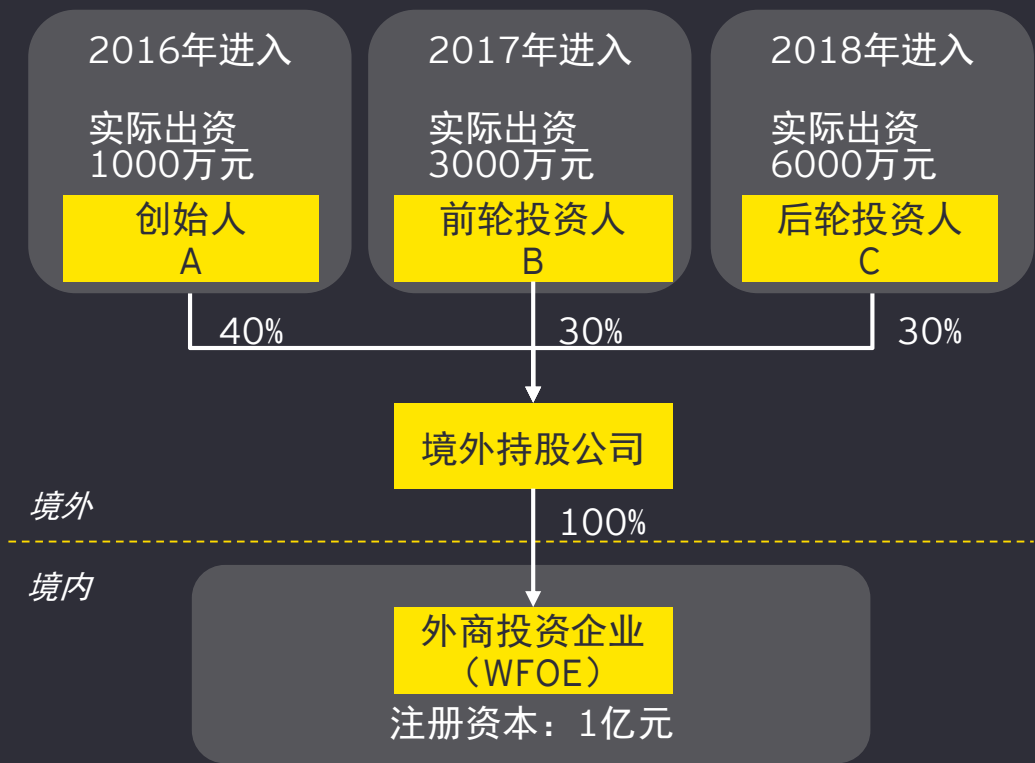 2016年进入
实际出资
1000万元
创始人
A
2017年进入
实际出资
3000万元
前轮投资人
B
2018年进入
实际出资
6000万元
后轮投资人
C
40%
30%
30%
境外持股公司
境外
100%
境内
外商投资企业
（WFOE）
注册资本：1亿元